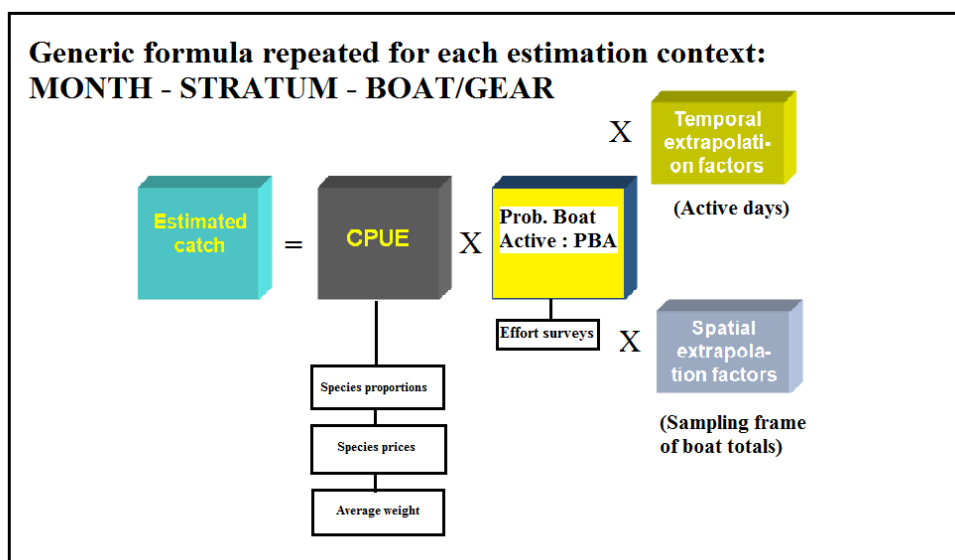 Generic formula repeated for each estimation context:
MONTH - STRATUM - BOAT/GEAR
X
Temporal
extrapolati-
on factors
(Active days)
Estimated
catch
=
CPUE
X
Prob. Boat
Active : PBA
Effort surveys
X
Spatial
extrapola-
tion factors
(Sampling frame
of boat totals)
Species proportions
Species prices
Average weight